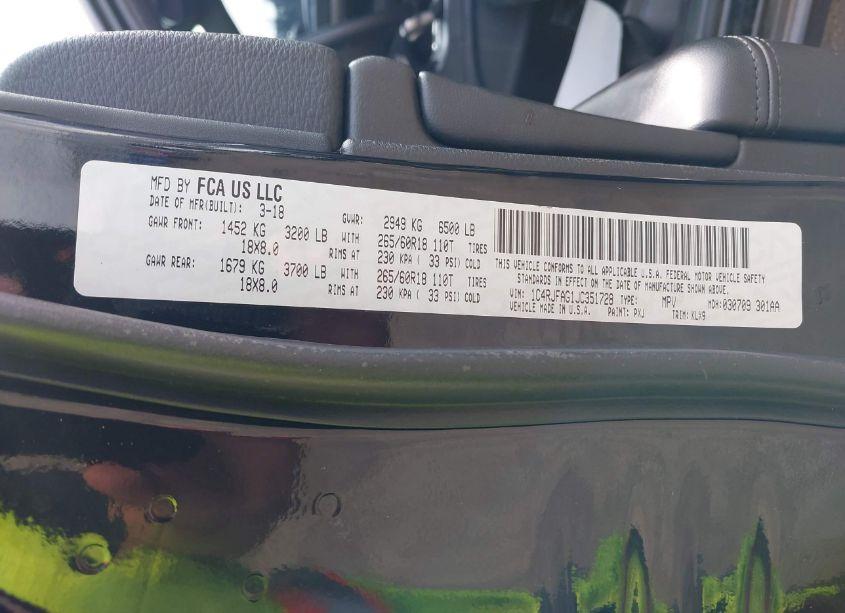 MFD BY FCA US LLC
DATE OF MFR(BUILT): 3-18 GVWR: 2949 KG 6500 LB
GAWR FRONT: 1452 KG 3200 LB WITH 265/60R18 110T TIRES
18X8.0 RIMS AT 230 KPA ( 33 PSI) COLD
GAWR REAR: 1679 KG 3700 LB WITH 265/60R18 110T TIRES
18X8.0 RIMS AT 230 KPA ( 33 PSI) COLD
THIS VEHICLE CONFORMS TO ALL APPLICABLE U.S.A. FEDERAL MOTOR VEHICLE SAFETY
STANDARDS IN EFFECT ON THE DATE OF MANUFACTURE SHOWN ABOVE.
VIN: 1C4RJFAG1JC351728 TYPE: MPV MDH:030709 301AA
VEHICLE MADE IN U.S.A. PAINT: PXJ TRIM: KLX9